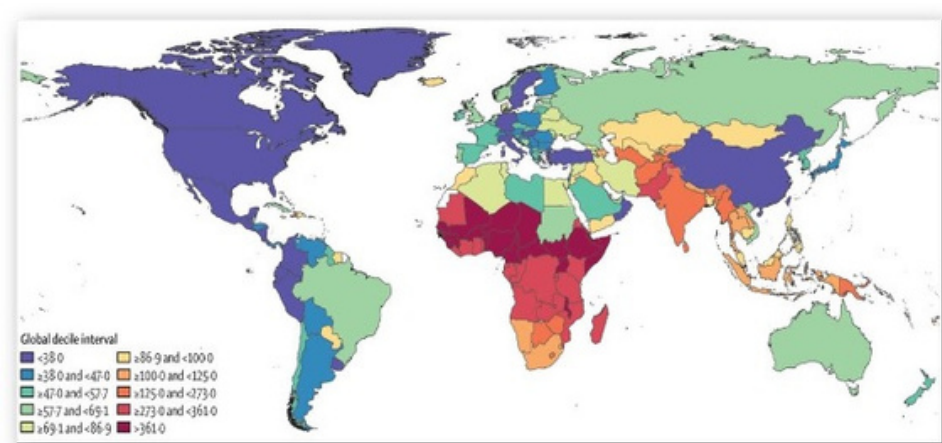 Global decile interval
<38·0
≥38·0 and <47·0
≥47·0 and <57·7
≥57·7 and <69·1
≥69·1 and <86·9
≥86·9 and <100·0
≥100·0 and <125·0
≥125·0 and <273·0
≥273·0 and <361·0
>361·0